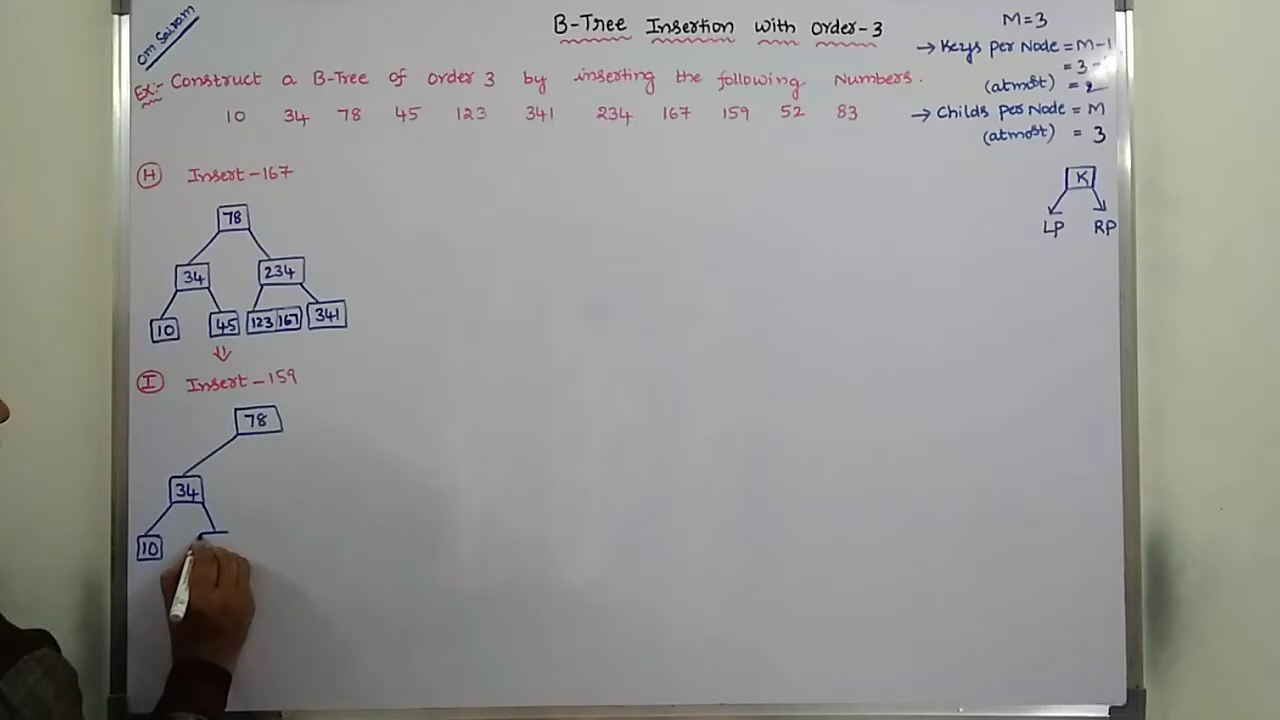 Om Sairam
B-Tree Insertion with order-3
M=3
→ Keys per Node = M-1
= 3-1
(atmost) = 2
→ Childs per Node = M
(atmost) = 3
Ex:- Construct a B-Tree of order 3 by inserting the following Numbers.
10 34 78 45 123 341 234 167 159 52 83
H Insert-167
K
LP RP
78
34 234
10 45 123 167 341
I Insert-159
78
34
10